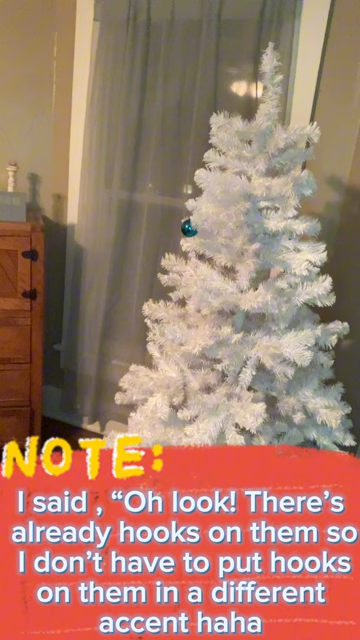 NOTE:
I said , “Oh look! There’s
already hooks on them so
I don’t have to put hooks
on them in a different
accent haha